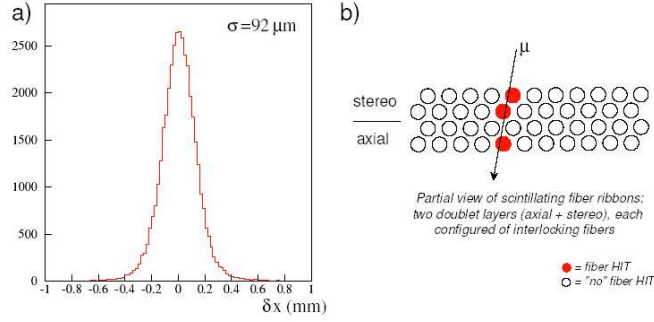 a)
σ=92 μm
2500
2000
1500
1000
500
0
-1 -0.8 -0.6 -0.4 -0.2 0 0.2 0.4 0.6 0.8 1
δx (mm)
b)
μ
stereo
axial
Partial view of scintillating fiber ribbons:
two doublet layers (axial + stereo), each
configured of interlocking fibers
= fiber HIT
= "no" fiber HIT